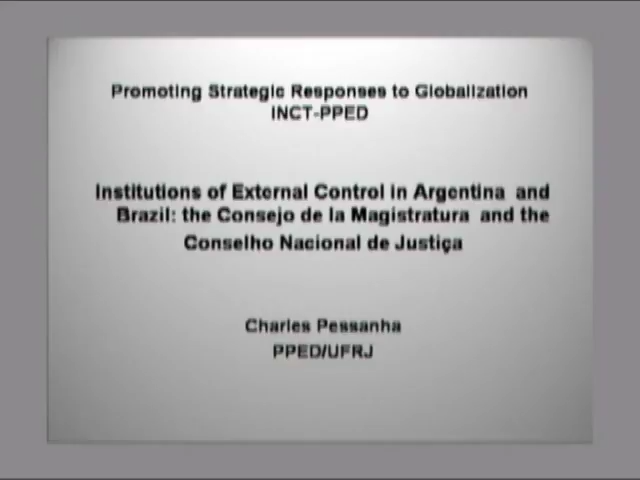 Promoting Strategic Responses to Globalization
INCT-PPED
Institutions of External Control in Argentina and
Brazil: the Consejo de la Magistratura and the
Conselho Nacional de Justiça
Charles Pessanha
PPED/UFRJ